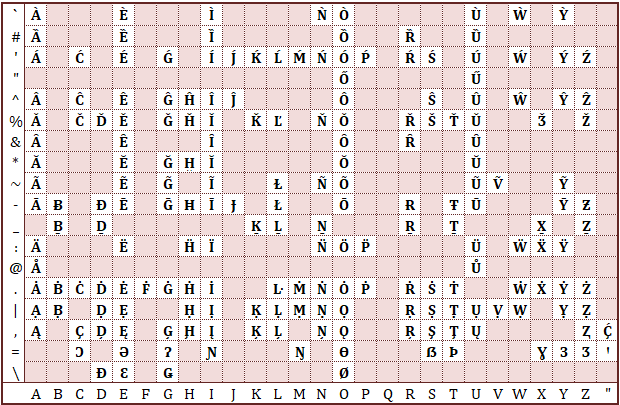 ` À È Ì Ǹ Ò Ù Ẁ Ỳ
# Ȁ Ȅ Ȉ Ȍ Ȑ Ȕ
' Á Ć É Ǵ Í J́ Ḱ Ĺ Ḿ Ń Ó Ṕ Ŕ Ś Ú Ẃ Ý Ź
" Ő Ű
^ Â Ĉ Ê Ĝ Ĥ Î Ĵ Ô Ŝ Û Ŵ Ŷ Ẑ
% Ǎ Č Ď Ě Ǧ Ȟ Ǐ Ǩ Ľ Ň Ǒ Ř Š Ť Ǔ Ǯ Ž
& Ȃ Ȇ Ȋ Ȏ Ȓ Ȗ
* Ă Ĕ Ğ Ḫ Ĭ Ŏ Ŭ
~ Ã Ẽ G̃ Ĩ Ł Ñ Õ Ũ Ṽ Ỹ
- Ā Ƀ Đ Ē Ḡ Ħ Ī Ɉ Ƚ Ō Ɍ Ŧ Ū Ȳ Ƶ
_ Ḇ Ḏ Ḵ Ḻ Ṉ Ṟ Ṯ X̱ Ẕ
: Ä Ë Ḧ Ï N̈ Ö P̈ Ü Ẅ Ẍ Ÿ
@ Å Ů
. Ȧ Ḃ Ċ Ḋ Ė Ḟ Ġ Ḣ İ Ŀ Ṁ Ṅ Ȯ Ṗ Ṙ Ṡ Ṫ Ẇ Ẋ Ẏ Ż
| Ạ Ḅ Ḍ Ẹ Ḥ Ị Ḳ Ḷ Ṃ Ṇ Ọ Ṛ Ṣ Ṭ Ụ Ṿ Ẉ Ỵ Ẓ
, Ą Ç Ḑ Ę Ģ Ḩ Į Ķ Ļ Ņ Ǫ Ŗ Ş Ţ Ų Ⱬ Ḉ
= Ɔ Ə Ɂ Ɲ Ŋ Ɵ ẞ Þ Ɣ Ȝ Ʒ ꞌ
\ Ɖ Ɛ Ǥ Ø
A B C D E F G H I J K L M N O P Q R S T U V W X Y Z "